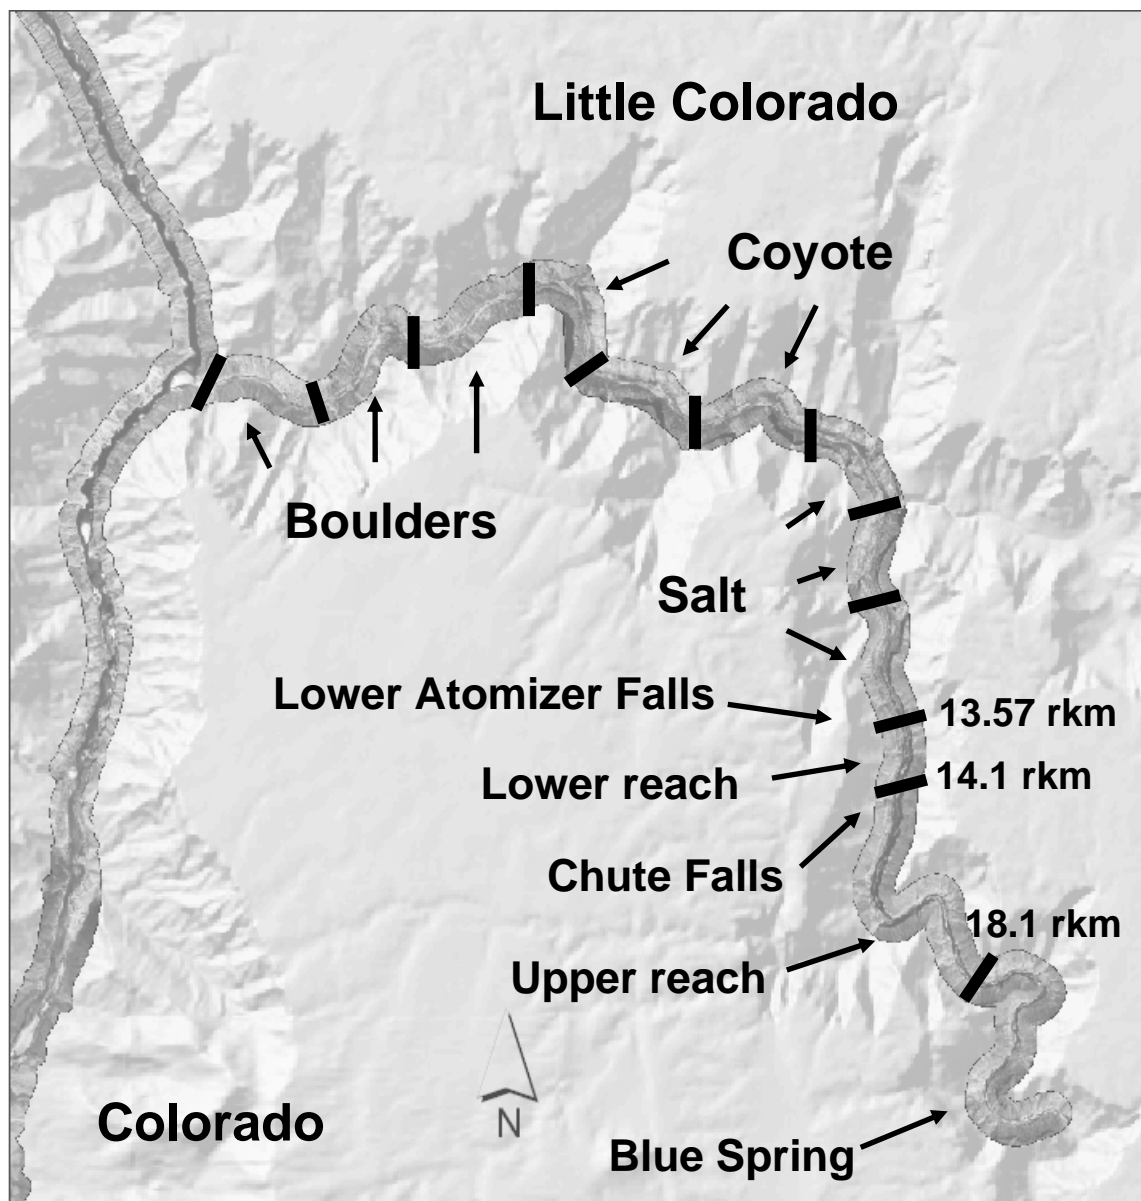 Little Colorado
Coyote
Boulders
Salt
Lower Atomizer Falls
13.57 rkm
Lower reach
14.1 rkm
Chute Falls
18.1 rkm
Upper reach
N
Colorado
Blue Spring